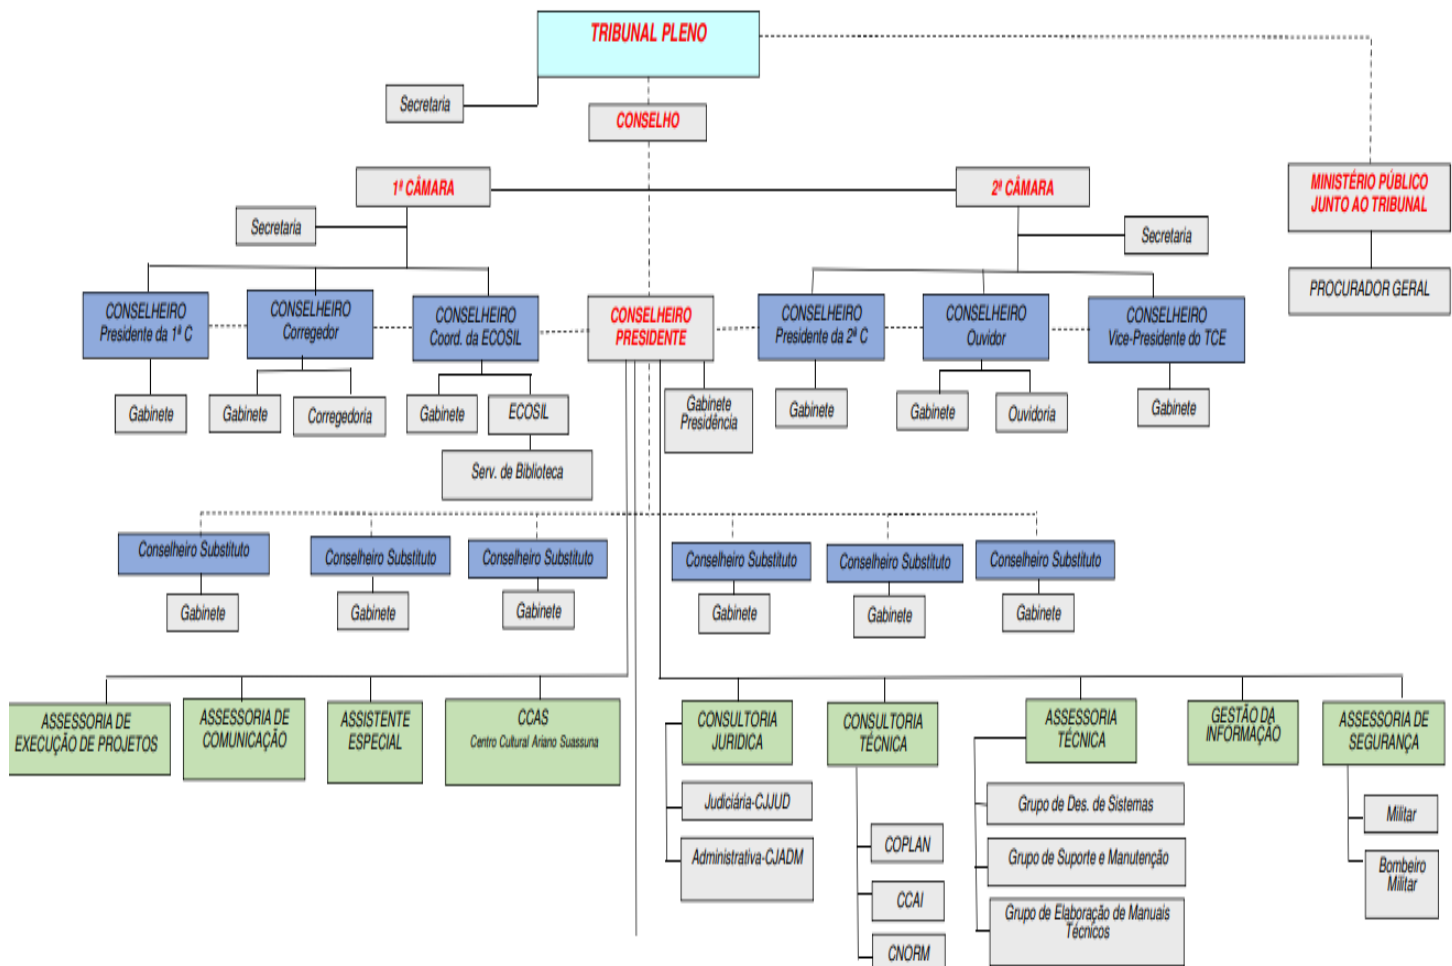 TRIBUNAL PLENO
Secretaria
CONSELHO
1ª CÂMARA
2ª CÂMARA
MINISTÉRIO PÚBLICO
JUNTO AO TRIBUNAL
Secretaria
Secretaria
PROCURADOR GERAL
CONSELHEIRO
Presidente da 1ª C
CONSELHEIRO
Corregedor
CONSELHEIRO
Coord. da ECOSIL
CONSELHEIRO
PRESIDENTE
CONSELHEIRO
Presidente da 2ª C
CONSELHEIRO
Ouvidor
CONSELHEIRO
Vice-Presidente do TCE
Gabinete
Gabinete
Corregedoria
Gabinete
ECOSIL
Serv. de Biblioteca
Gabinete
Presidência
Gabinete
Gabinete
Ouvidoria
Gabinete
Conselheiro Substituto
Conselheiro Substituto
Conselheiro Substituto
Conselheiro Substituto
Conselheiro Substituto
Conselheiro Substituto
Gabinete
Gabinete
Gabinete
Gabinete
Gabinete
Gabinete
ASSESSORIA DE
EXECUÇÃO DE PROJETOS
ASSESSORIA DE
COMUNICAÇÃO
ASSISTENTE
ESPECIAL
CCAS
Centro Cultural Ariano Suassuna
CONSULTORIA
JURIDICA
CONSULTORIA
TÉCNICA
ASSESSORIA
TÉCNICA
GESTÃO DA
INFORMAÇÃO
ASSESSORIA DE
SEGURANÇA
Judiciária-CJJUD
Administrativa-CJADM
COPLAN
CCAI
CNORM
Grupo de Des. de Sistemas
Grupo de Suporte e Manutenção
Grupo de Elaboração de Manuais
Técnicos
Militar
Bombeiro
Militar